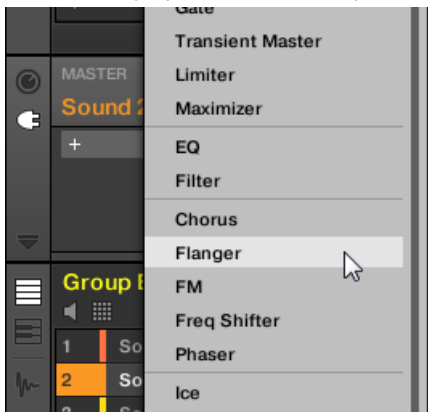 Gate
Transient Master
MASTER
Limiter
Sound 2
Maximizer
+
EQ
Filter
Chorus
Flanger
Group
FM
Freq Shifter
1 So
Phaser
2 So
Ice